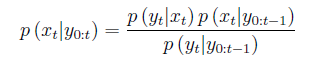 p (x_t|y_{0:t}) = \frac{p (y_t|x_t) p (x_t|y_{0:t−1})}{p (y_t|y_{0:t−1})}